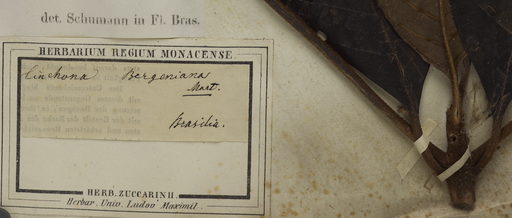 det. Schumann in Fl. Bras.
HERBARIUM REGIUM MONACENSE
Cinchona Bergeniana
Mart.
Brasilia.
HERB. ZUCCARINII
Herbar. Univ. Ludov. Maximil.